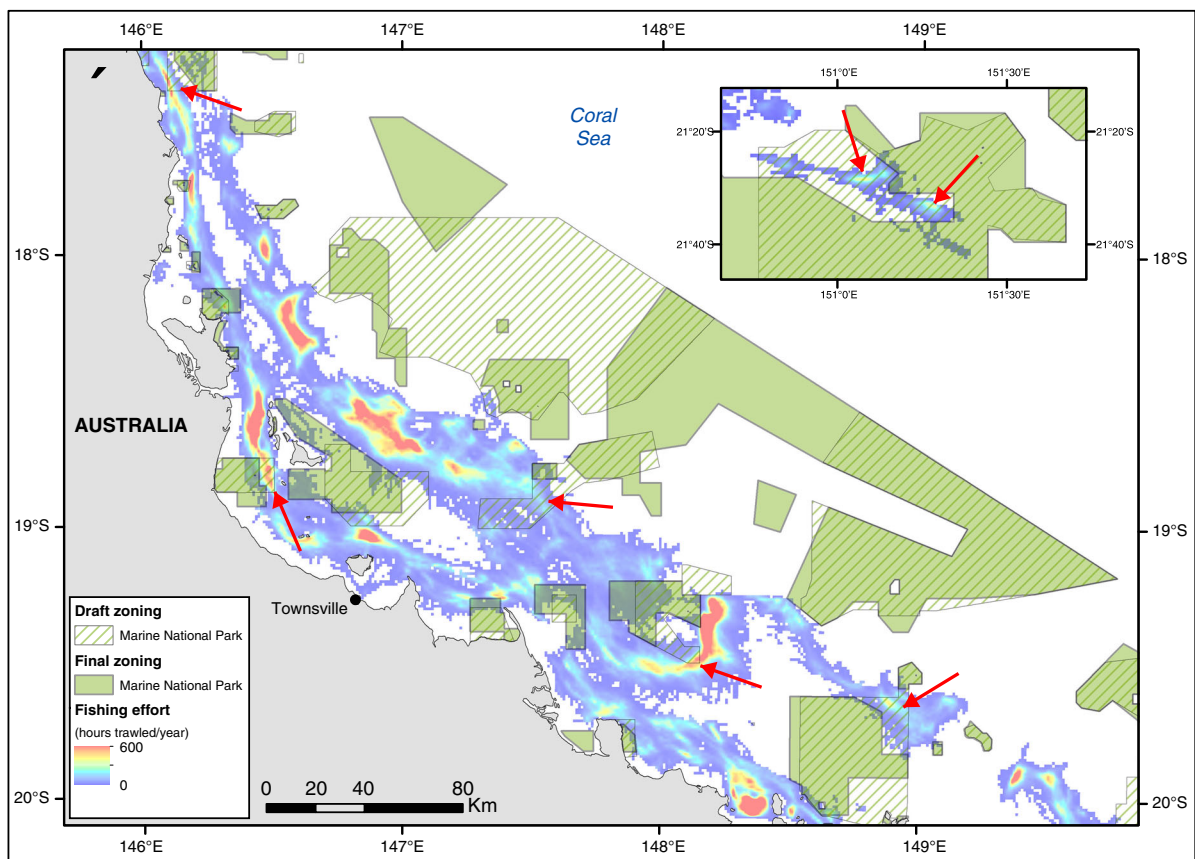 146°E
147°E
148°E
149°E
Coral
Sea
151°0'E
151°30'E
21°20'S
21°20'S
21°40'S
21°40'S
151°0'E
151°30'E
18°S
18°S
AUSTRALIA
19°S
19°S
Townsville
Draft zoning
Marine National Park
Final zoning
Marine National Park
Fishing effort
(hours trawled/year)
600
0
0
20
40
80
Km
20°S
20°S
146°E
147°E
148°E
149°E